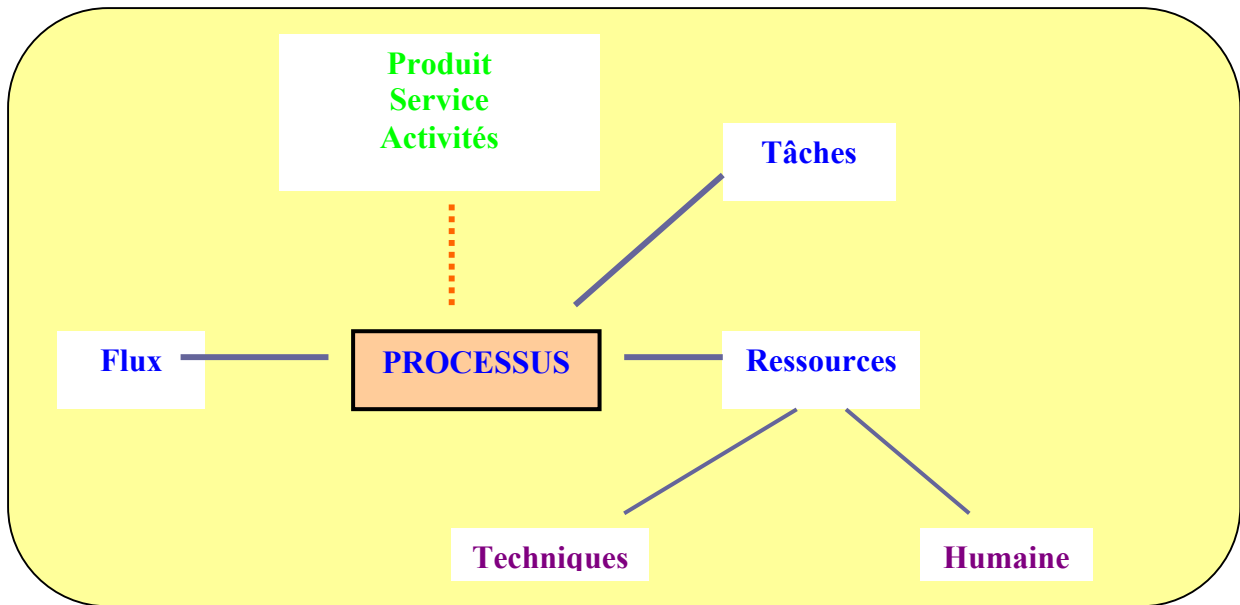 Produit
Service
Activités
Tâches
Flux
PROCESSUS
Ressources
Techniques
Humaine